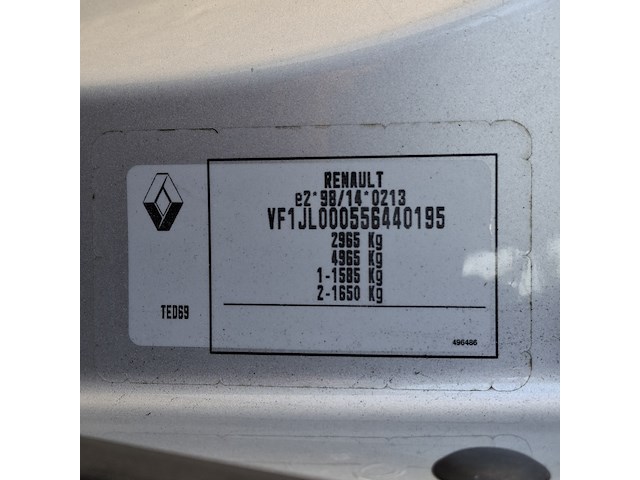 RENAULT
e2*98/14*0213
VF1JL000556440195
2965 Kg
4965 Kg
1-1585 Kg
2-1650 Kg
TED69
496486